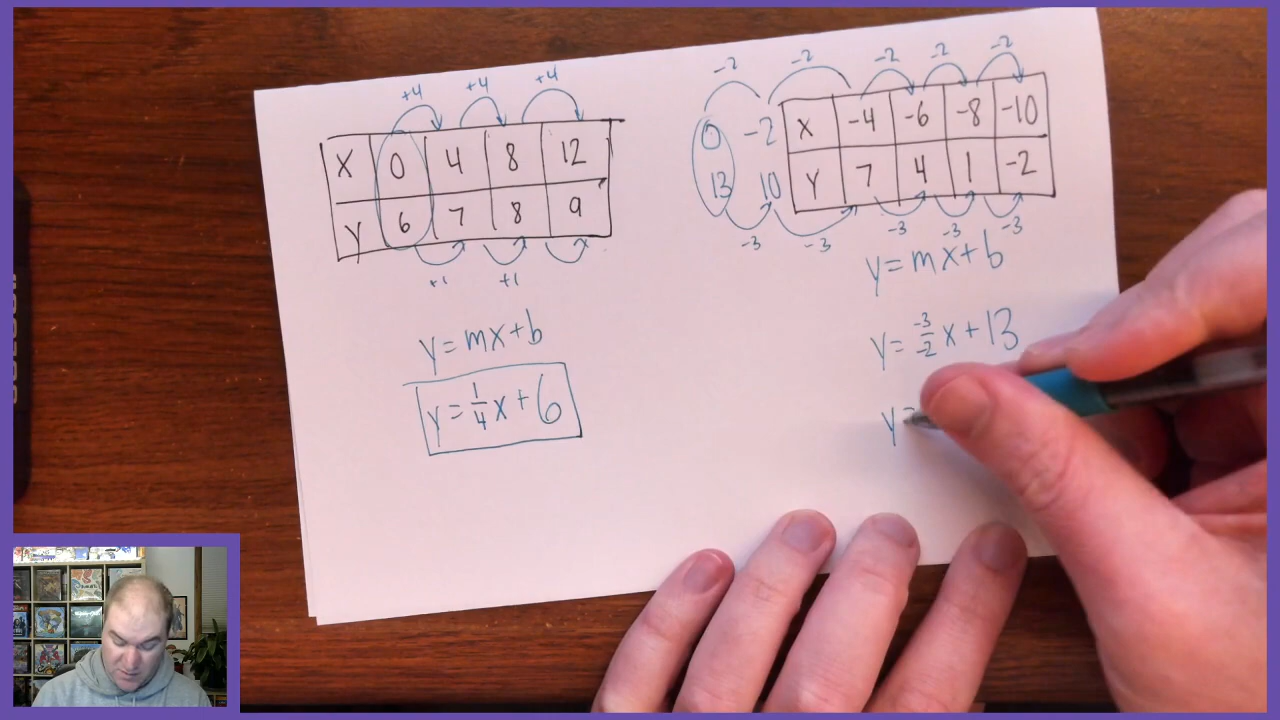 +4 +4 +4
X 0 4 8 12
Y 6 7 8 9
+1 +1
y = mx + b
y = 1/4 x + 6
-2 -2 -2 -2 -2
0 -2 X -4 -6 -8 -10
13 10 Y 7 4 1 -2
-3 -3 -3 -3 -3
y = mx + b
y = -3/-2 x + 13
y =